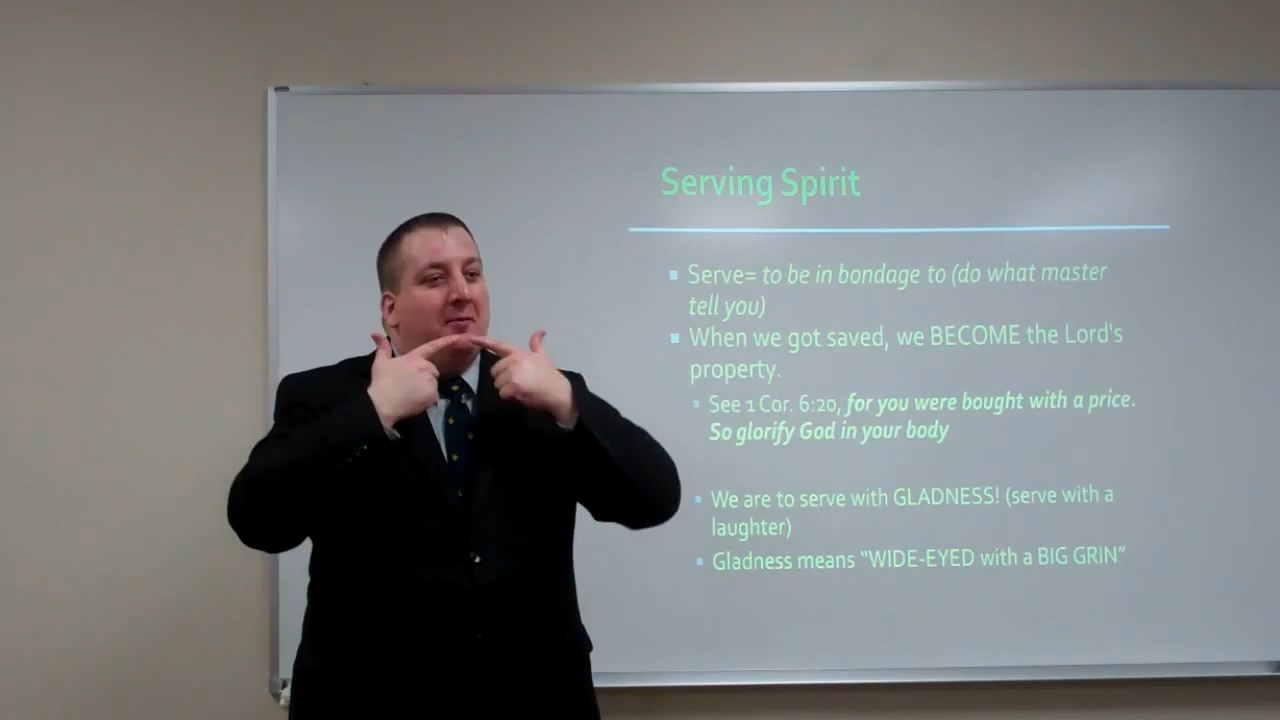 Serving Spirit
Serve= to be in bondage to (do what master
tell you)
When we got saved, we BECOME the Lord's
property.
See 1 Cor. 6:20, for you were bought with a price.
So glorify God in your body
We are to serve with GLADNESS! (serve with a
laughter)
Gladness means “WIDE-EYED with a BIG GRIN”